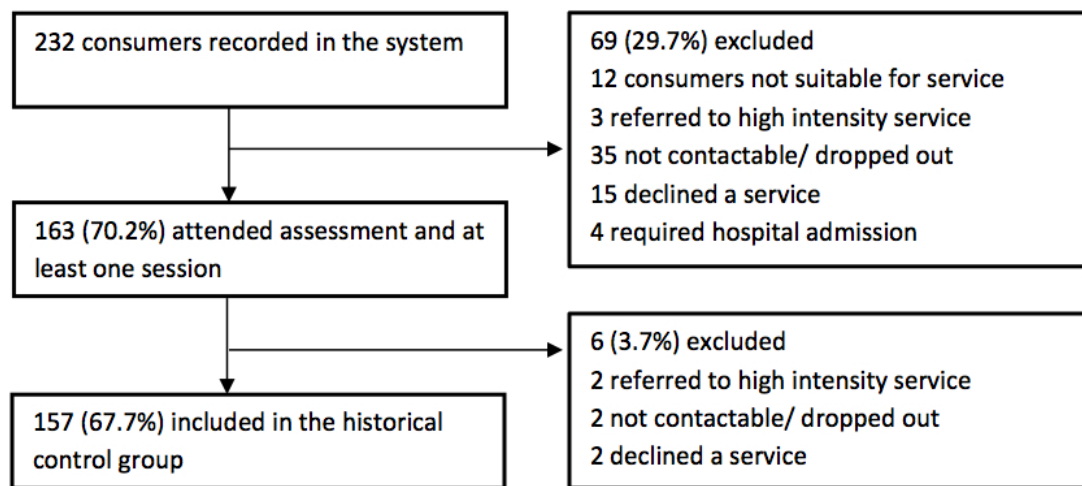 232 consumers recorded in the system
69 (29.7%) excluded
12 consumers not suitable for service
3 referred to high intensity service
35 not contactable/ dropped out
15 declined a service
4 required hospital admission
163 (70.2%) attended assessment and at
least one session
6 (3.7%) excluded
2 referred to high intensity service
2 not contactable/ dropped out
2 declined a service
157 (67.7%) included in the historical
control group